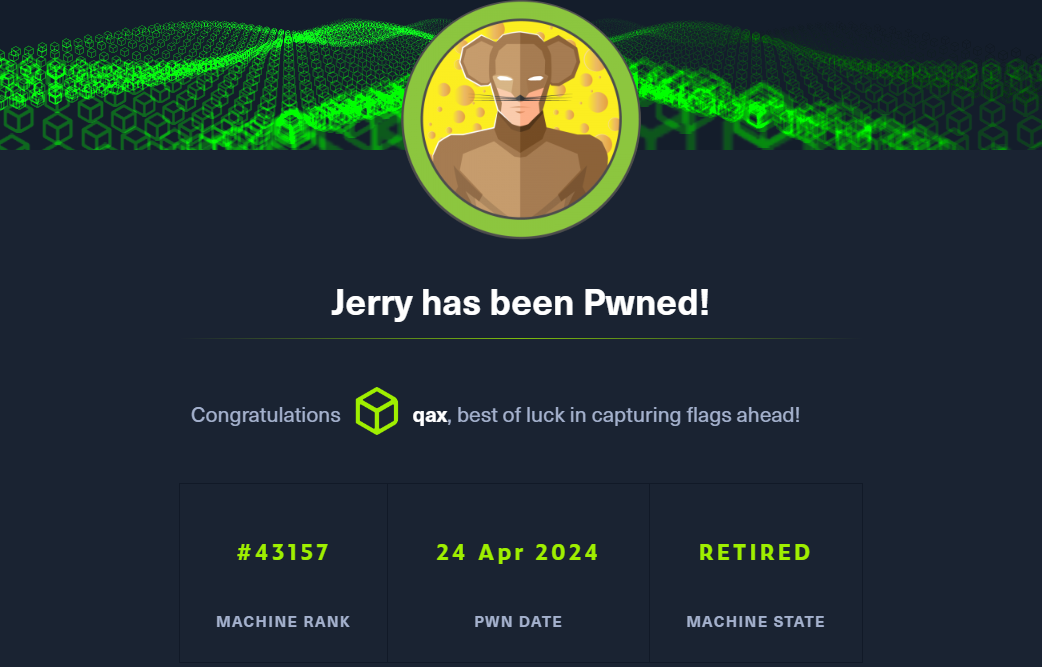 Jerry has been Pwned!
Congratulations qax, best of luck in capturing flags ahead!
#43157 24 Apr 2024 RETIRED
MACHINE RANK PWN DATE MACHINE STATE